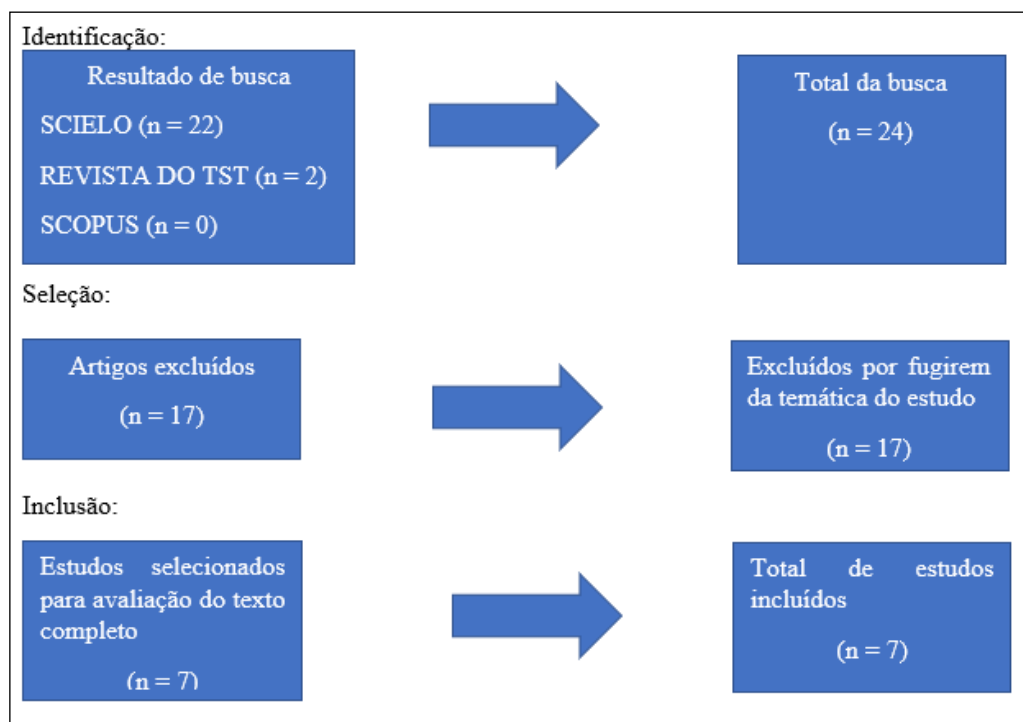 Identificação:
Resultado de busca
SCIELO (n = 22)
REVISTA DO TST (n = 2)
SCOPUS (n = 0)
Total da busca
(n = 24)
Seleção:
Artigos excluídos
(n = 17)
Excluídos por fugirem
da temática do estudo
(n = 17)
Inclusão:
Estudos selecionados
para avaliação do texto
completo
(n = 7)
Total de estudos
incluídos
(n = 7)